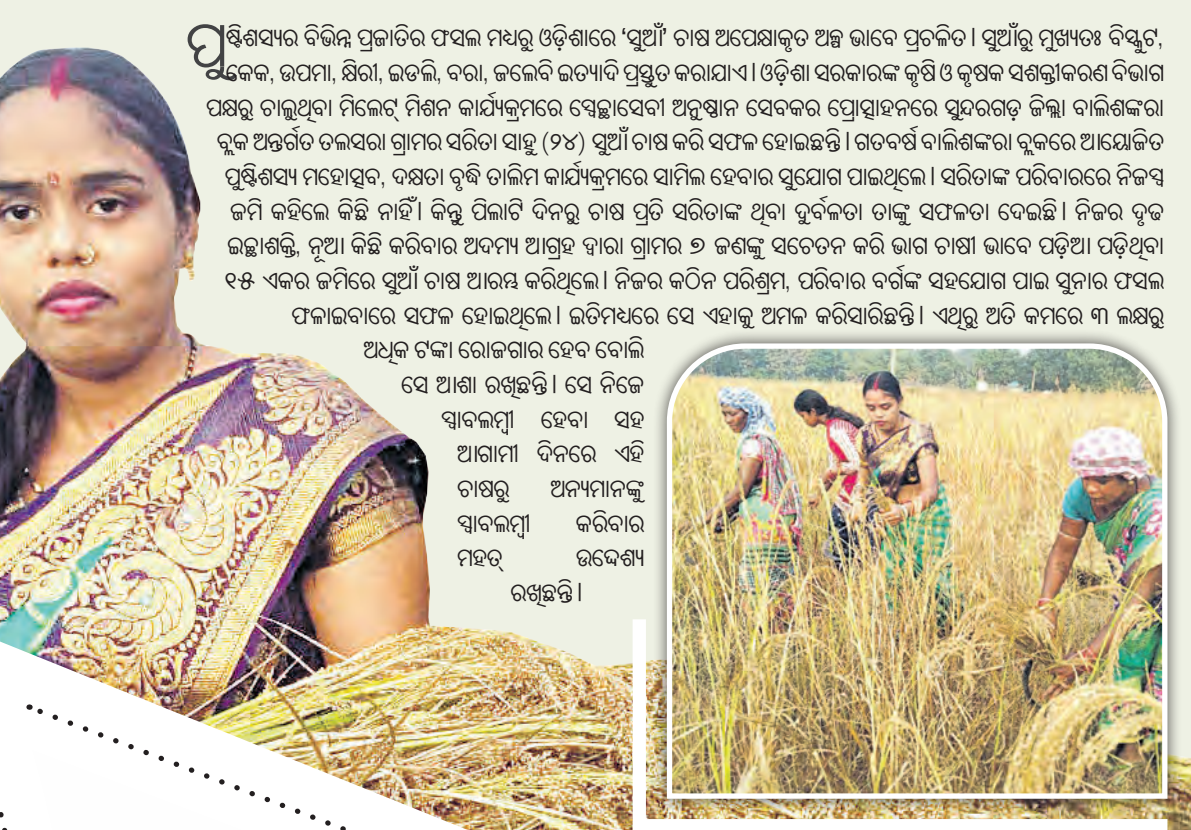 ପୁଷ୍ଟିଶସ୍ୟର ବିଭିନ୍ନ ପ୍ରଜାତିର ଫସଲ ମଧ୍ୟରୁ ଓଡ଼ିଶାରେ ‘ସୁଆଁ’ ଚାଷ ଅପେକ୍ଷାକୃତ ଅଳ୍ପ ଭାବେ ପ୍ରଚଳିତ । ସୁଆଁରୁ ମୁଖ୍ୟତଃ ବିସ୍କୁଟ,
କେକ, ଉପମା, କ୍ଷିରୀ, ଇଡଲି, ବରା, ଜଲେବି ଇତ୍ୟାଦି ପ୍ରସ୍ତୁତ କରାଯାଏ । ଓଡ଼ିଶା ସରକାରଙ୍କ କୃଷି ଓ କୃଷକ ସଶକ୍ତୀକରଣ ବିଭାଗ
ପକ୍ଷରୁ ଚାଲୁଥିବା ମିଲେଟ୍ ମିଶନ କାର୍ଯ୍ୟକ୍ରମରେ ସ୍ୱେଚ୍ଛାସେବୀ ଅନୁଷ୍ଠାନ ସେବକର ପ୍ରୋତ୍ସାହନରେ ସୁନ୍ଦରଗଡ଼ ଜିଲ୍ଲା ବାଲିଶଙ୍କରା
ବ୍ଲକ ଅନ୍ତର୍ଗତ ତଲସରା ଗ୍ରାମର ସରିତା ସାହୁ (୨୪) ସୁଆଁ ଚାଷ କରି ସଫଳ ହୋଇଛନ୍ତି । ଗତବର୍ଷ ବାଲିଶଙ୍କରା ବ୍ଲକରେ ଆୟୋଜିତ
ପୁଷ୍ଟିଶସ୍ୟ ମହୋତ୍ସବ, ଦକ୍ଷତା ବୃଦ୍ଧି ତାଲିମ କାର୍ଯ୍ୟକ୍ରମରେ ସାମିଲ ହେବାର ସୁଯୋଗ ପାଇଥିଲେ । ସରିତାଙ୍କ ପରିବାରରେ ନିଜସ୍ୱ
ଜମି କହିଲେ କିଛି ନାହିଁ । କିନ୍ତୁ ପିଲାଟି ଦିନରୁ ଚାଷ ପ୍ରତି ସରିତାଙ୍କ ଥିବା ଦୁର୍ବଳତା ତାଙ୍କୁ ସଫଳତା ଦେଇଛି । ନିଜର ଦୃଢ
ଇଚ୍ଛାଶକ୍ତି, ନୂଆ କିଛି କରିବାର ଅଦମ୍ୟ ଆଗ୍ରହ ଦ୍ୱାରା ଗ୍ରାମର ୭ ଜଣଙ୍କୁ ସଚେତନ କରି ଭାଗ ଚାଷୀ ଭାବେ ପଡ଼ିଆ ପଡ଼ିଥିବା
୧୫ ଏକର ଜମିରେ ସୁଆଁ ଚାଷ ଆରମ୍ଭ କରିଥିଲେ । ନିଜର କଠିନ ପରିଶ୍ରମ, ପରିବାର ବର୍ଗଙ୍କ ସହଯୋଗ ପାଇ ସୁନାର ଫସଲ
ଫଳାଇବାରେ ସଫଳ ହୋଇଥିଲେ । ଇତିମଧ୍ୟରେ ସେ ଏହାକୁ ଅମଳ କରିସାରିଛନ୍ତି । ଏଥିରୁ ଅତି କମରେ ୩ ଲକ୍ଷରୁ
ଅଧିକ ଟଙ୍କା ରୋଜଗାର ହେବ ବୋଲି
ସେ ଆଶା ରଖିଛନ୍ତି । ସେ ନିଜେ
ସ୍ୱାବଲମ୍ବୀ ହେବା ସହ
ଆଗାମୀ ଦିନରେ ଏହି
ଚାଷରୁ ଅନ୍ୟମାନଙ୍କୁ
ସ୍ୱାବଲମ୍ବୀ କରିବାର
ମହତ୍ ଉଦ୍ଦେଶ୍ୟ
ରଖିଛନ୍ତି ।